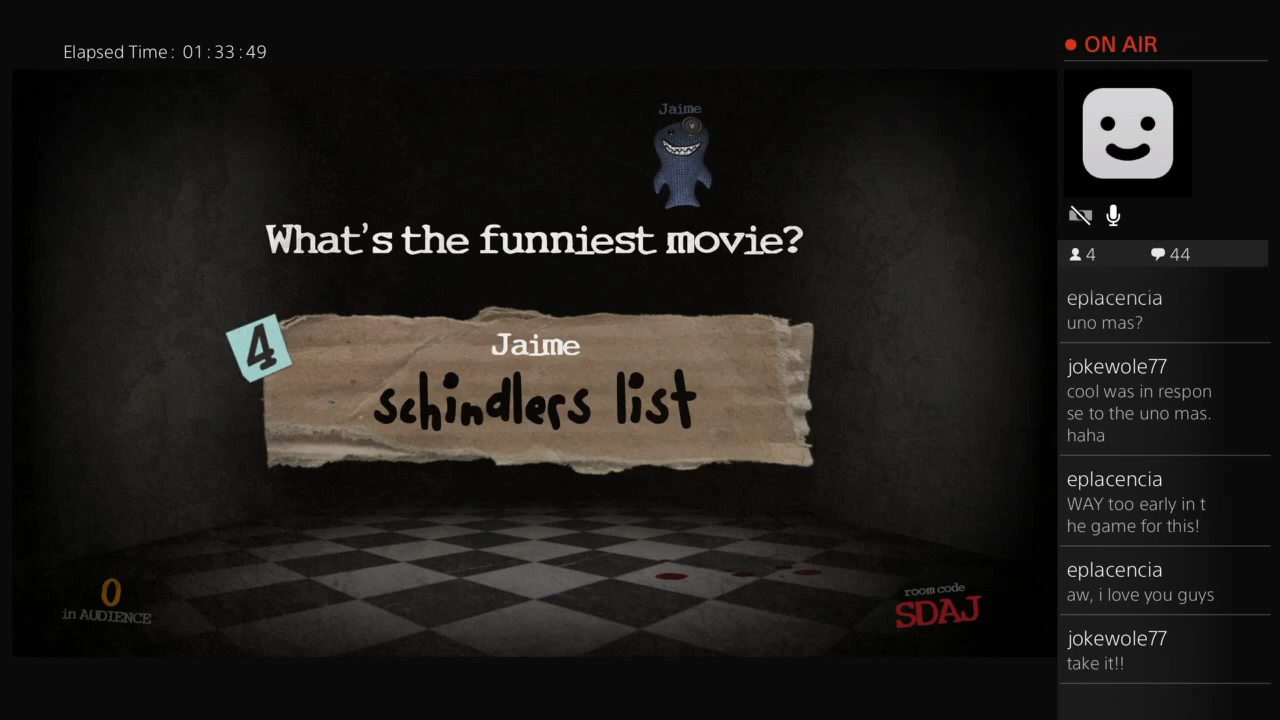 Elapsed Time: 01:33:49
ON AIR
Jaime
What's the funniest movie?
4
Jaime
schindlers list
0
in AUDIENCE
room code
SDAJ
4 44
eplacencia
uno mas?
jokewole77
cool was in respon
se to the uno mas.
haha
eplacencia
WAY too early in t
he game for this!
eplacencia
aw, i love you guys
jokewole77
take it!!